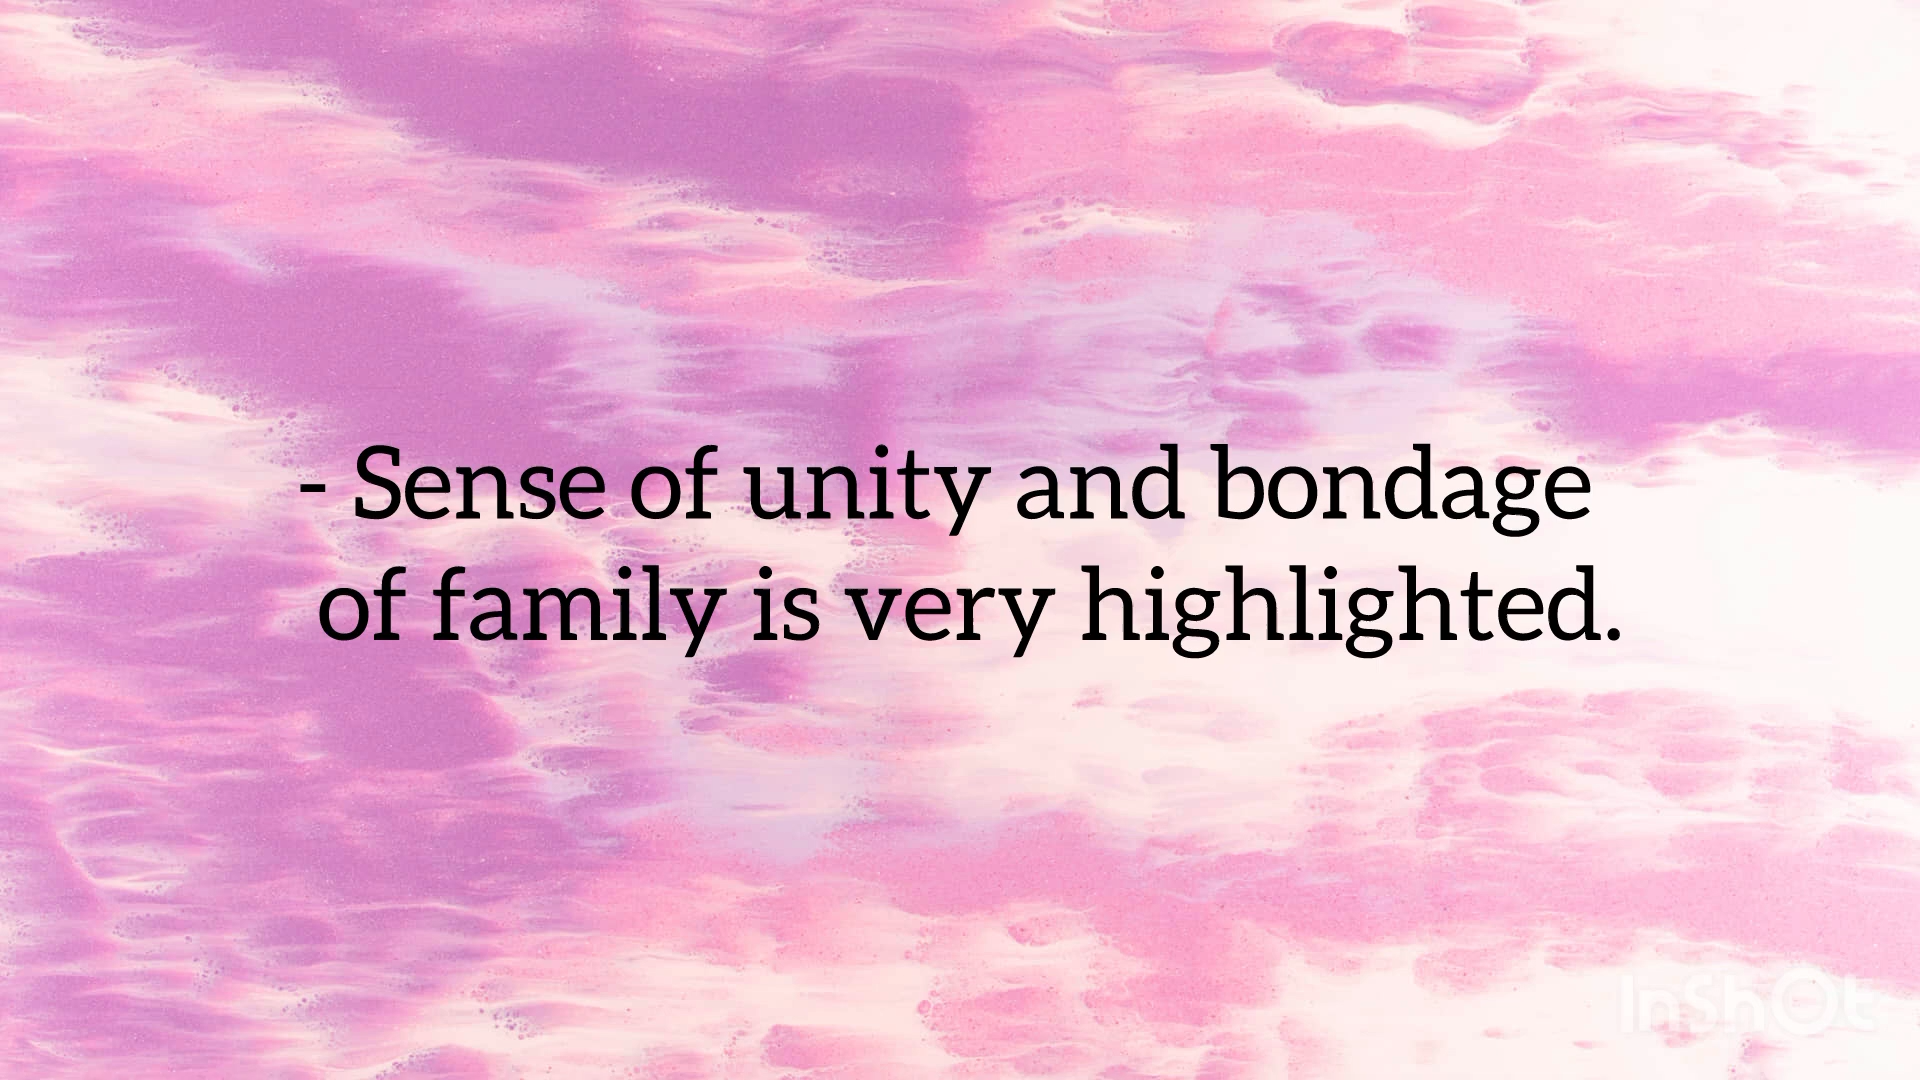 - Sense of unity and bondage
of family is very highlighted.
InShOt